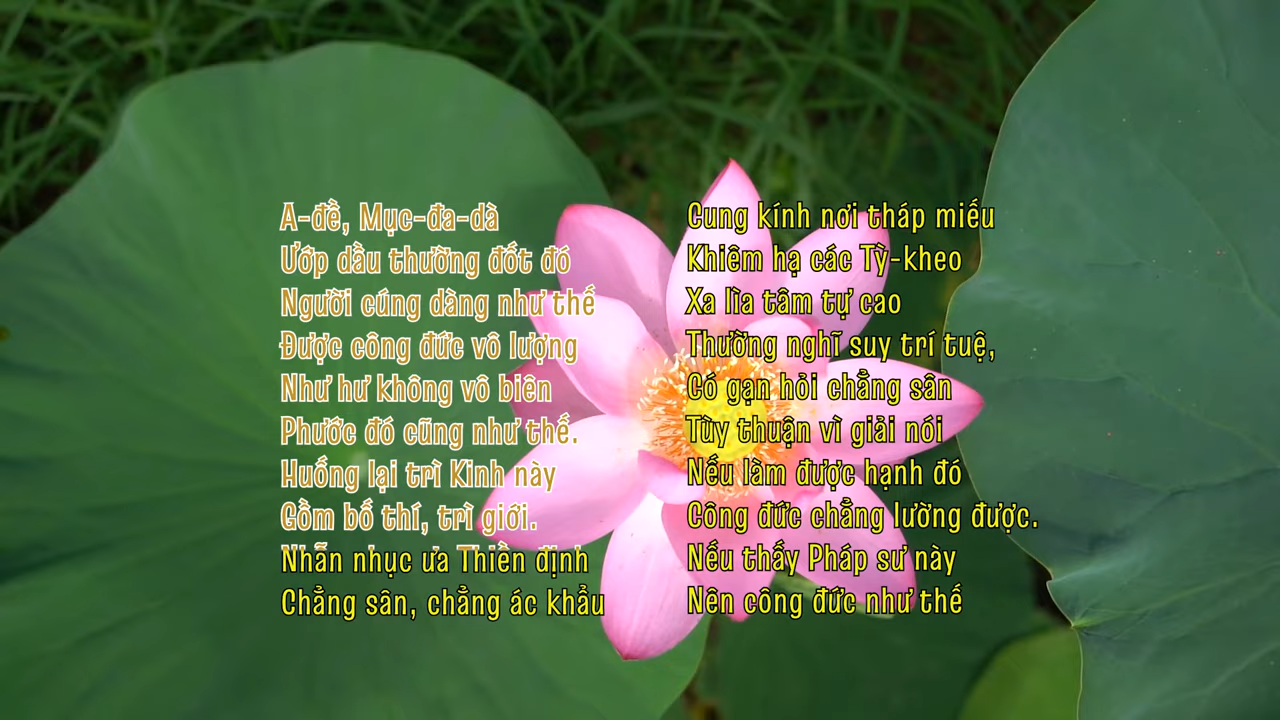 A-đề, Mục-đa-dà
Ướp dầu thường đốt đó
Người cúng dàng như thế
Được công đức vô lượng
Như hư không vô biên
Phước đó cũng như thế.
Huống lại trì Kinh này
Gồm bố thí, trì giới.
Nhẫn nhục ưa Thiền định
Chẳng sân, chẳng ác khẩu
Cung kính nơi tháp miếu
Khiêm hạ các Tỳ-kheo
Xa lìa tâm tự cao
Thường nghĩ suy trí tuệ,
Có gạn hỏi chẳng sân
Tùy thuận vì giải nói
Nếu làm được hạnh đó
Công đức chẳng lường được.
Nếu thấy Pháp sư này
Nên công đức như thế